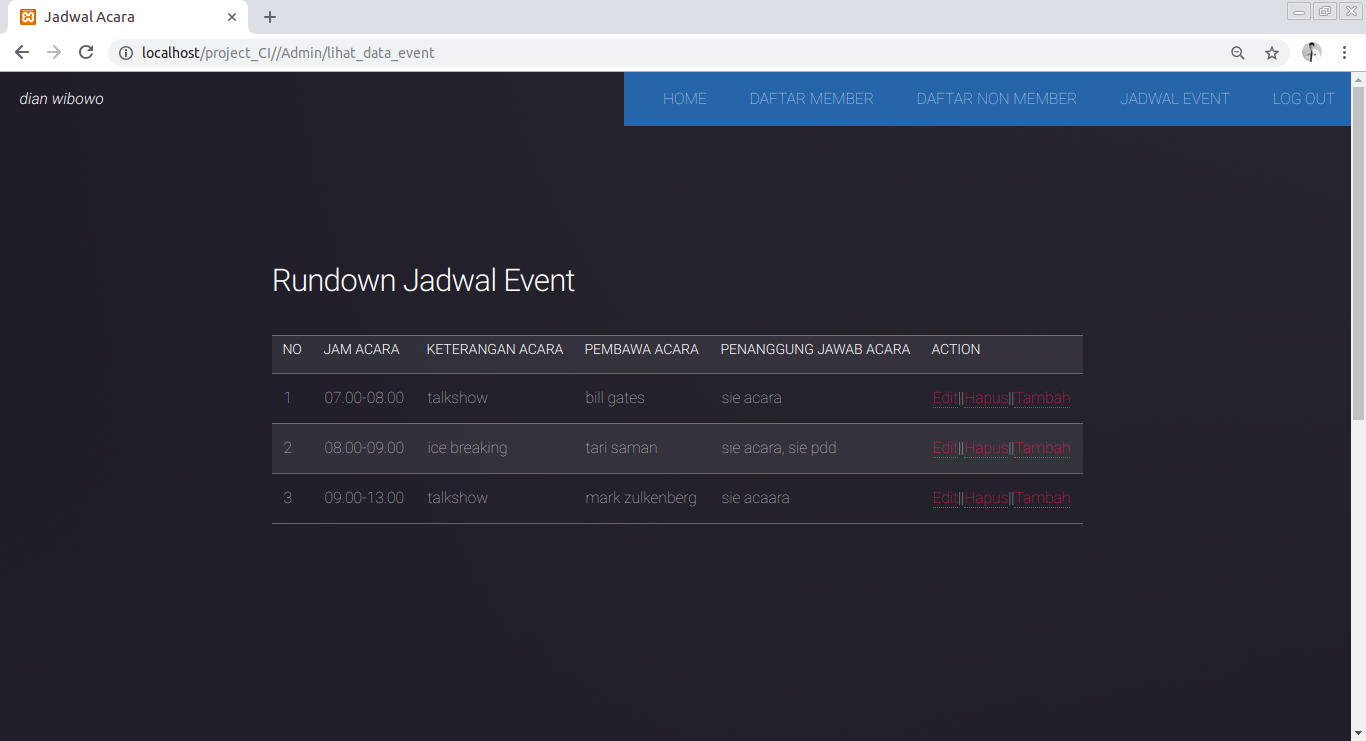 Jadwal Acara
localhost/project_CI//Admin/lihat_data_event
dian wibowo
HOME DAFTAR MEMBER DAFTAR NON MEMBER JADWAL EVENT LOG OUT
Rundown Jadwal Event
NO JAM ACARA KETERANGAN ACARA PEMBAWA ACARA PENANGGUNG JAWAB ACARA ACTION
1 07.00-08.00 talkshow bill gates sie acara Edit||Hapus||Tambah
2 08.00-09.00 ice breaking tari saman sie acara, sie pdd Edit||Hapus||Tambah
3 09.00-13.00 talkshow mark zulkenberg sie acaara Edit||Hapus||Tambah